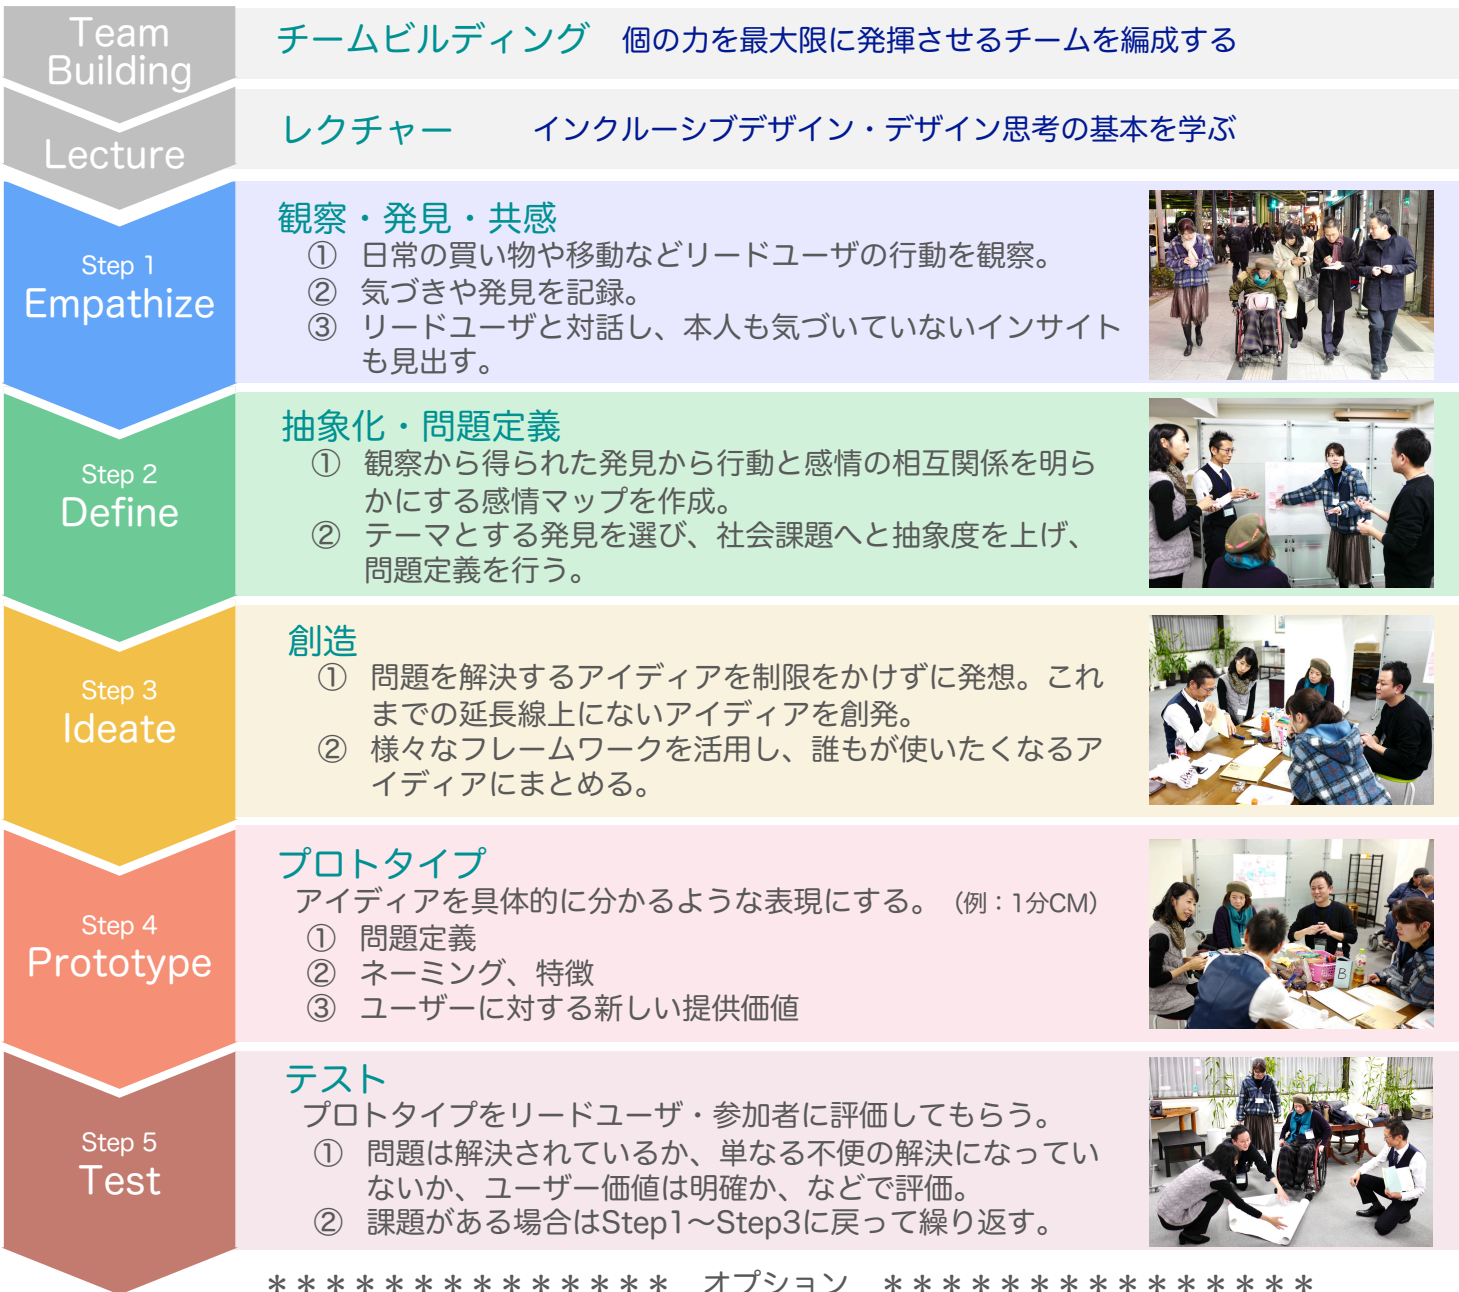 Team
Building
チームビルディング 個の力を最大限に発揮させるチームを編成する
Lecture
レクチャー インクルーシブデザイン・デザイン思考の基本を学ぶ
Step 1
Empathize
観察・発見・共感
① 日常の買い物や移動などリードユーザの行動を観察。
② 気づきや発見を記録。
③ リードユーザと対話し、本人も気づいていないインサイト
も見出す。
Step 2
Define
抽象化・問題定義
① 観察から得られた発見から行動と感情の相互関係を明ら
かにする感情マップを作成。
② テーマとする発見を選び、社会課題へと抽象度を上げ、
問題定義を行う。
Step 3
Ideate
創造
① 問題を解決するアイディアを制限をかけずに発想。これ
までの延長線上にないアイディアを創発。
② 様々なフレームワークを活用し、誰もが使いたくなるア
イディアにまとめる。
Step 4
Prototype
プロトタイプ
アイディアを具体的に分かるような表現にする。（例：1分CM）
① 問題定義
② ネーミング、特徴
③ ユーザーに対する新しい提供価値
B
Step 5
Test
テスト
プロトタイプをリードユーザ・参加者に評価してもらう。
① 問題は解決されているか、単なる不便の解決になってい
ないか、ユーザー価値は明確か、などで評価。
② 課題がある場合はStep1〜Step3に戻って繰り返す。
＊＊＊＊＊＊＊＊＊＊＊＊＊＊ オプション ＊＊＊＊＊＊＊＊＊＊＊＊＊＊＊